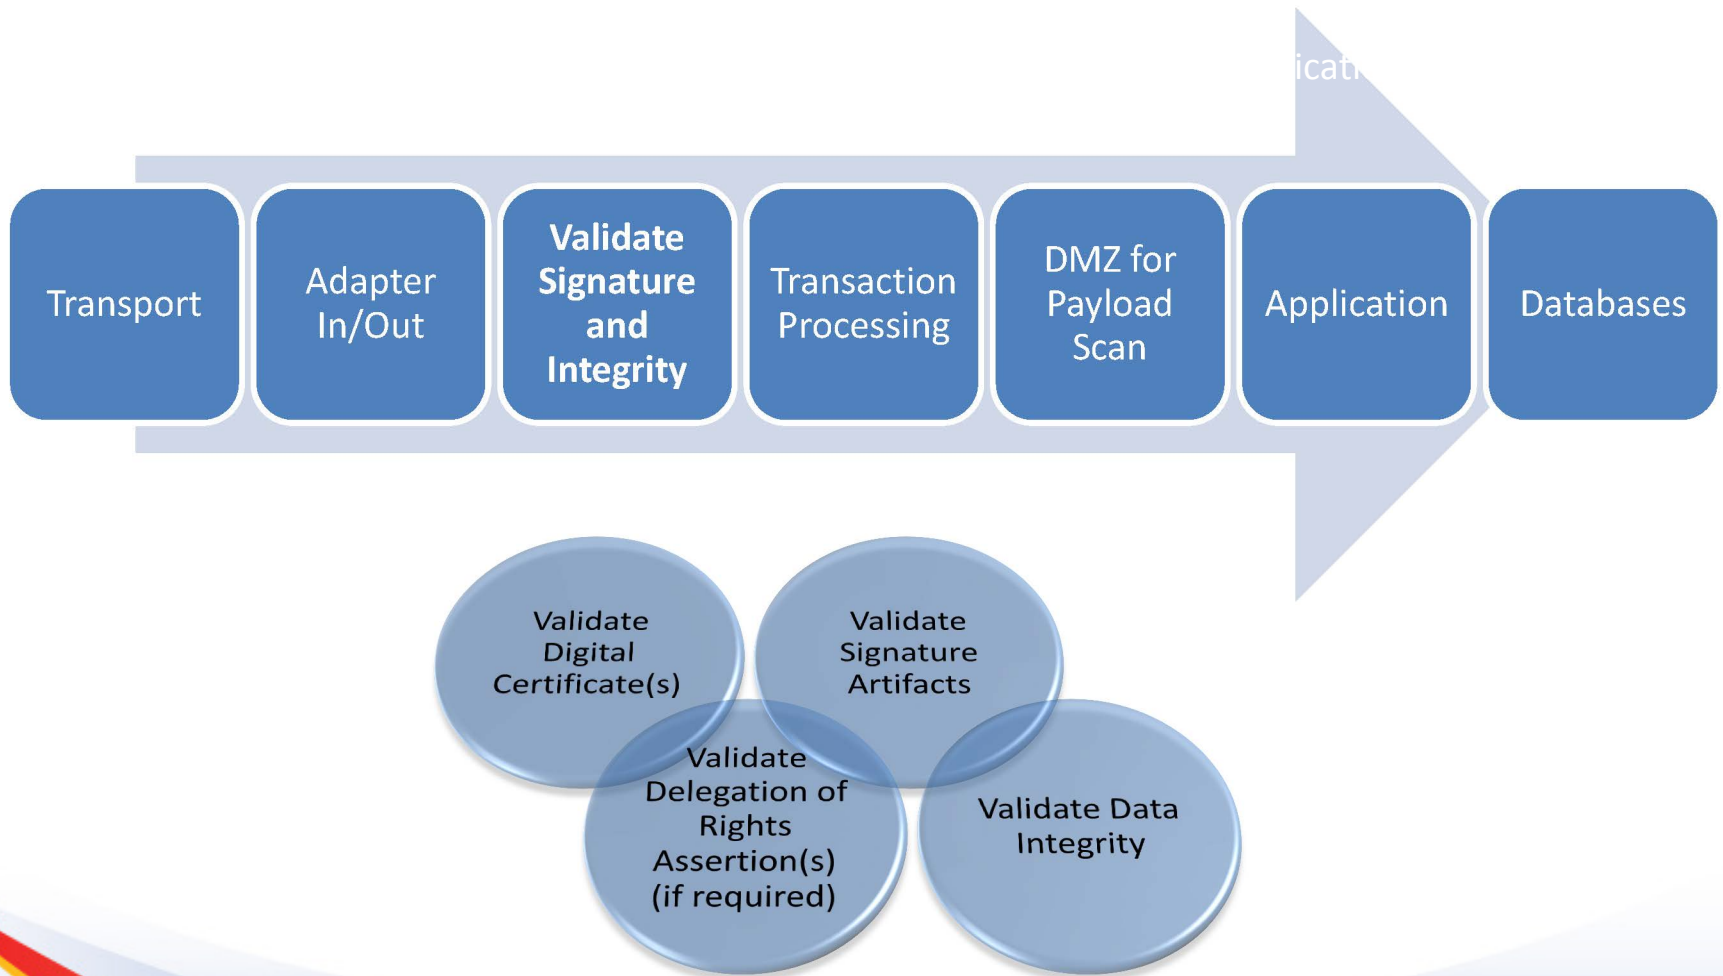 Transport
Adapter
In/Out
Validate
Signature
and
Integrity
Transaction
Processing
DMZ for
Payload
Scan
Application
Databases
Validate
Digital
Certificate(s)
Validate
Signature
Artifacts
Validate
Delegation of
Rights
Assertion(s)
(if required)
Validate Data
Integrity